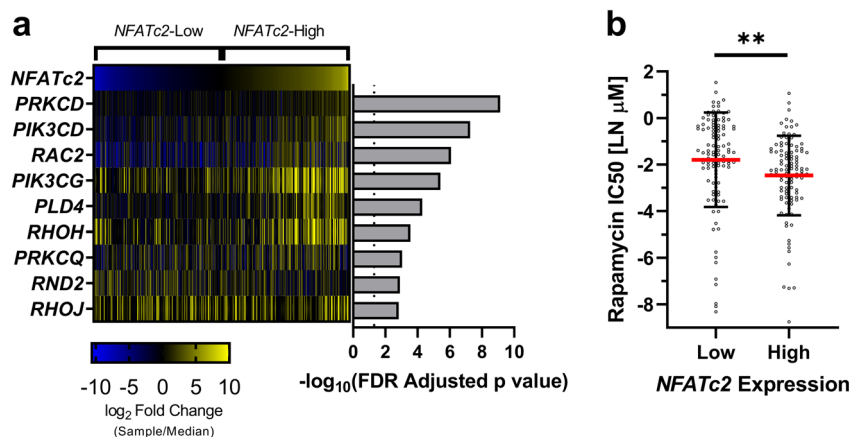 a
NFATc2-Low
NFATc2-High
NFATc2
PRKCD
PIK3CD
RAC2
PIK3CG
PLD4
RHOH
PRKCQ
RND2
RHOJ
0 2 4 6 8 10
-log10(FDR Adjusted p value)
-10 -5 0 5 10
log2 Fold Change
(Sample/Median)
b
**
Rapamycin IC50 [LN μM]
2
0
-2
-4
-6
-8
Low High
NFATc2 Expression